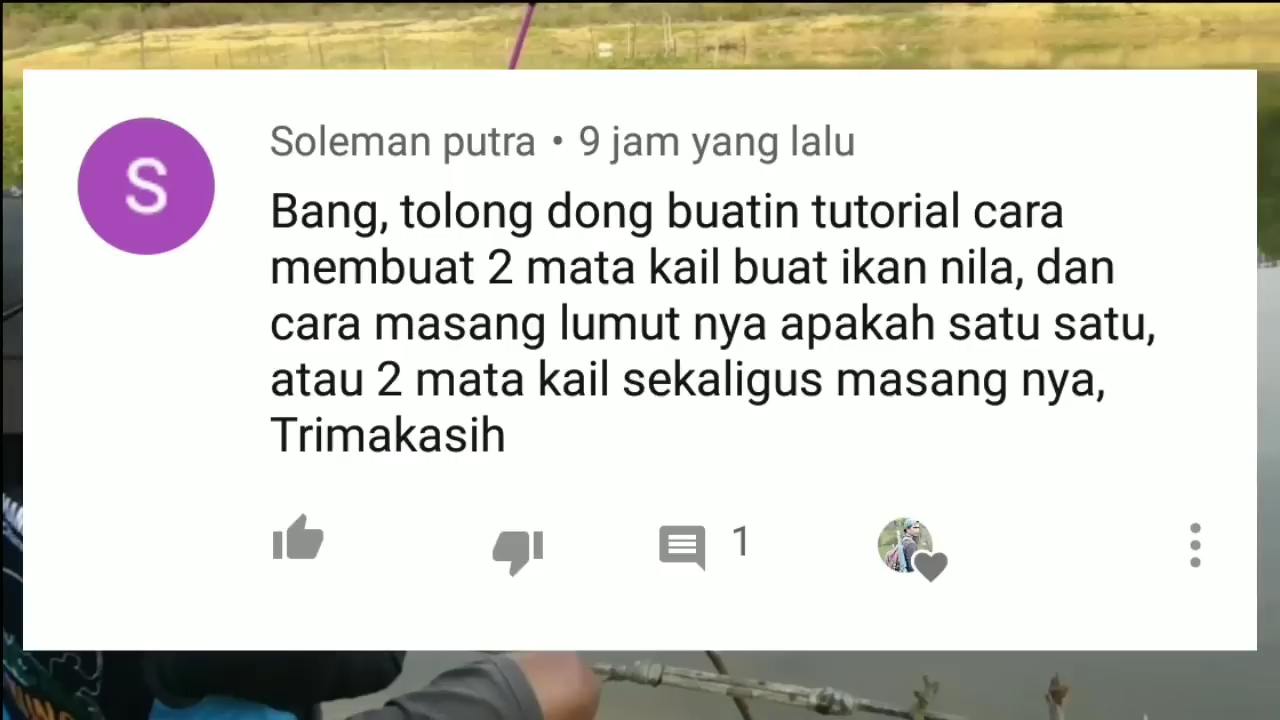 S
Soleman putra • 9 jam yang lalu
Bang, tolong dong buatin tutorial cara
membuat 2 mata kail buat ikan nila, dan
cara masang lumut nya apakah satu satu,
atau 2 mata kail sekaligus masang nya,
Trimakasih
1